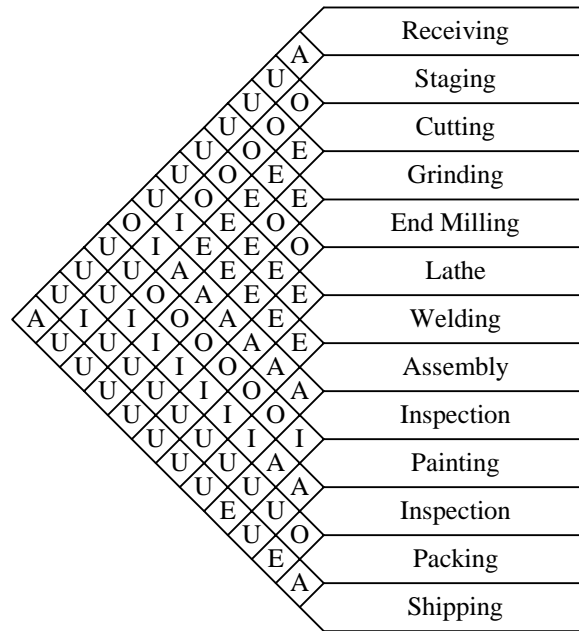 Receiving
A
U Staging
U O
U O Cutting
U O E
U O E Grinding
U O E E
O I E O End Milling
U I E E O
U U A E E Lathe
U U O A E E
A I I O A E Welding
U U I O A E
U U I O A Assembly
U U I O A
U U I O Inspection
U U I I
U U A Painting
U U A
E U Inspection
U O
E Packing
A
Shipping